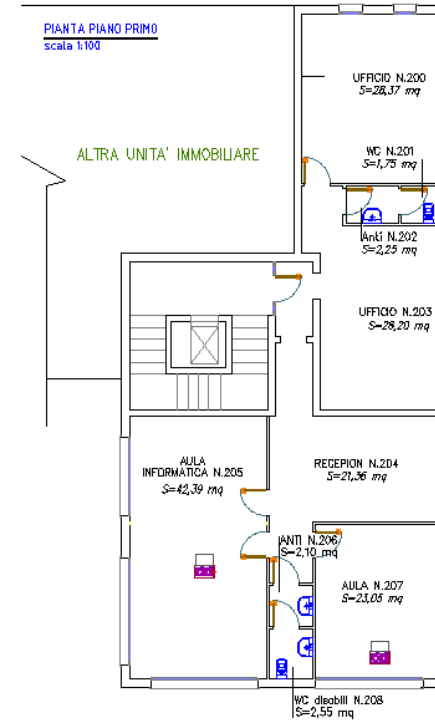 PIANTA PIANO PRIMO
scala 1:100
UFFICIO N.200
S=28,37 mq
ALTRA UNITA' IMMOBILIARE
WC N.201
S=1,75 mq
Anti N.202
S=2,25 mq
UFFICIO N.203
S=28,20 mq
AULA
INFORMATICA N.205
S=42,39 mq
RECEPION N.204
S=21,36 mq
ANTI N.206
S=2,10 mq
AULA N.207
S=23,05 mq
WC disabili N.208
S=2,55 mq